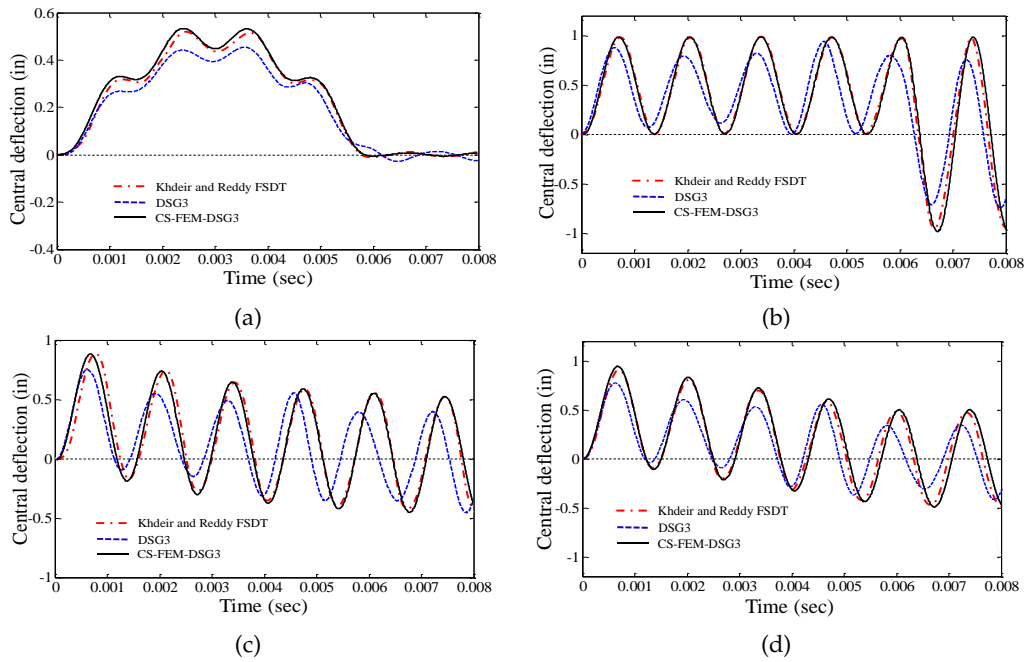 0.6
0.4
0.2
0
-0.2
-0.4
Central deflection (in)
Khdeir and Reddy FSDT
DSG3
CS-FEM-DSG3
0 0.001 0.002 0.003 0.004 0.005 0.006 0.007 0.008
Time (sec)
(a)
1
0.5
0
-0.5
-1
Central deflection (in)
Khdeir and Reddy FSDT
DSG3
CS-FEM-DSG3
0 0.001 0.002 0.003 0.004 0.005 0.006 0.007 0.008
Time (sec)
(b)
1
0.5
0
-0.5
-1
Central deflection (in)
Khdeir and Reddy FSDT
DSG3
CS-FEM-DSG3
0 0.001 0.002 0.003 0.004 0.005 0.006 0.007 0.008
Time (sec)
(c)
1
0.5
0
-0.5
-1
Central deflection (in)
Khdeir and Reddy FSDT
DSG3
CS-FEM-DSG3
0 0.001 0.002 0.003 0.004 0.005 0.006 0.007 0.008
Time (sec)
(d)